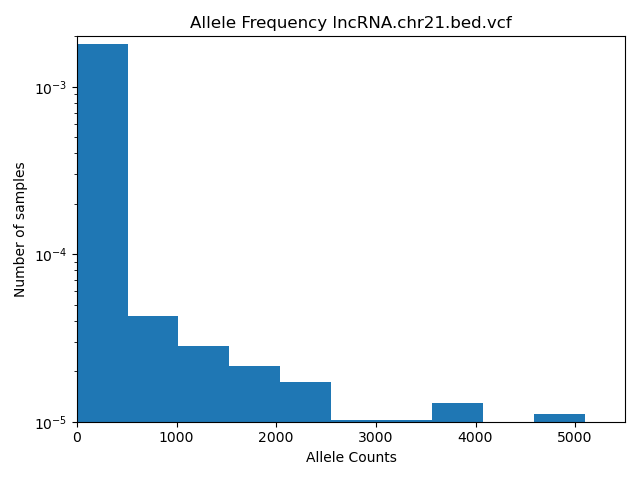 Allele Frequency lncRNA.chr21.bed.vcf
Number of samples
10⁻³
10⁻⁴
10⁻⁵
0 1000 2000 3000 4000 5000
Allele Counts